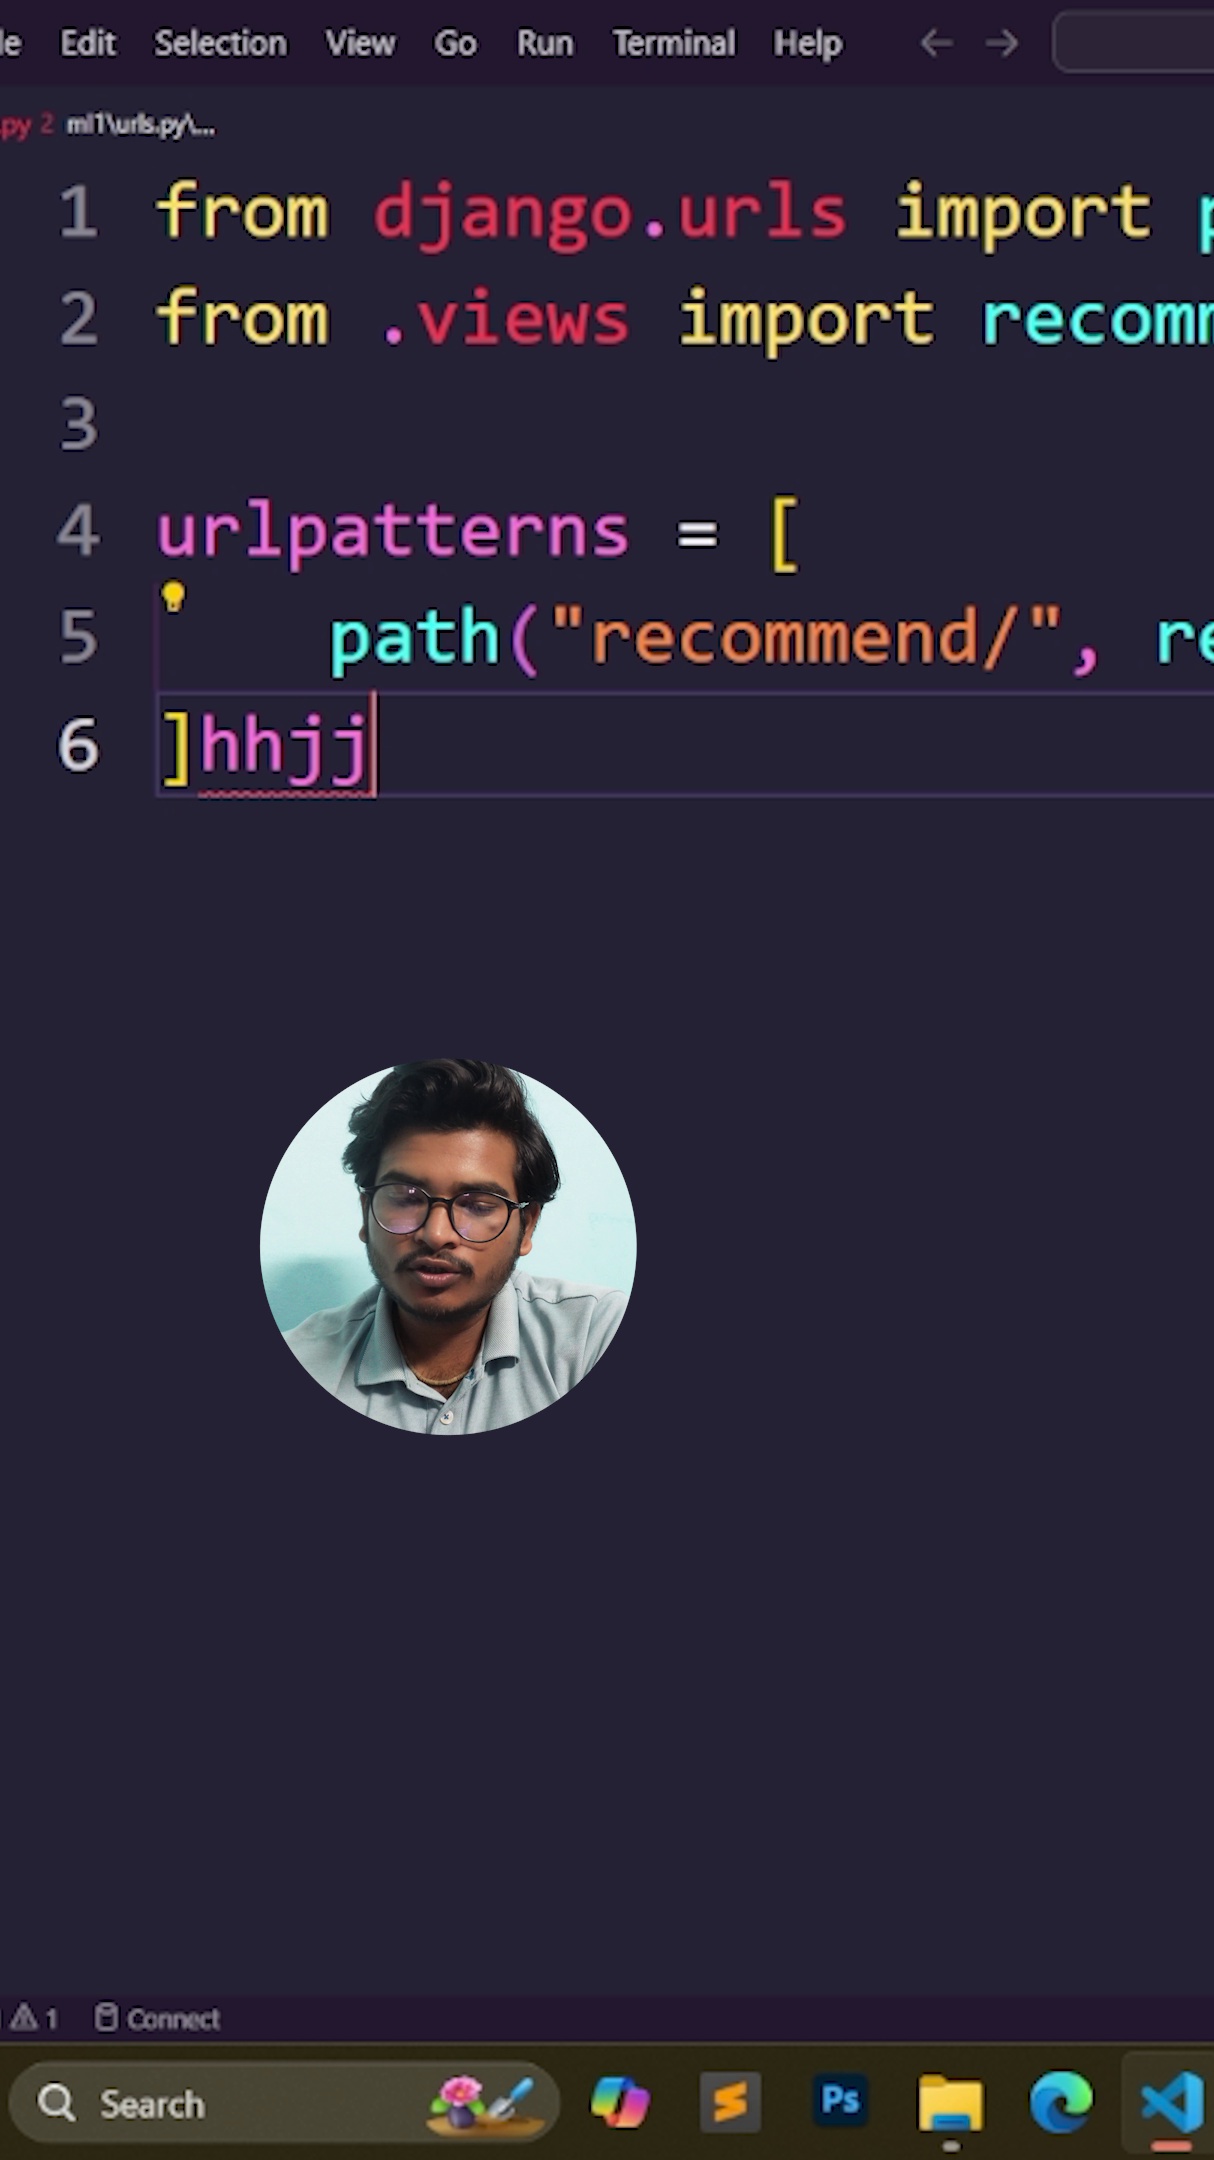 Edit Selection View Go Run Terminal Help
.py 2 ml1\urls.py\...
1 from django.urls import
2 from .views import recomm
3
4 urlpatterns = [
5 path("recommend/", re
6 ]hhjj
1 Connect
Search Ps